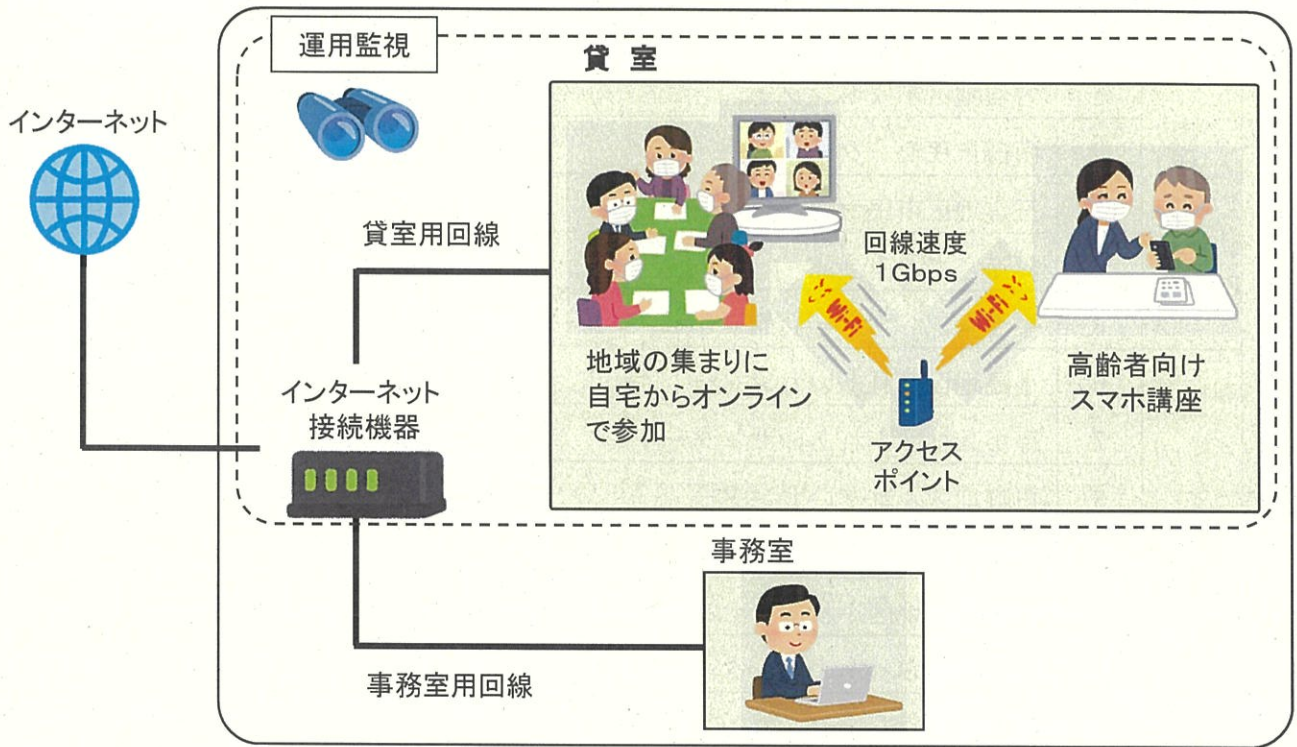 運用監視
貸 室
インターネット
貸室用回線
回線速度
1Gbps
Wi-Fi
Wi-Fi
地域の集まりに
自宅からオンライン
で参加
高齢者向け
スマホ講座
アクセス
ポイント
インターネット
接続機器
事務室
事務室用回線